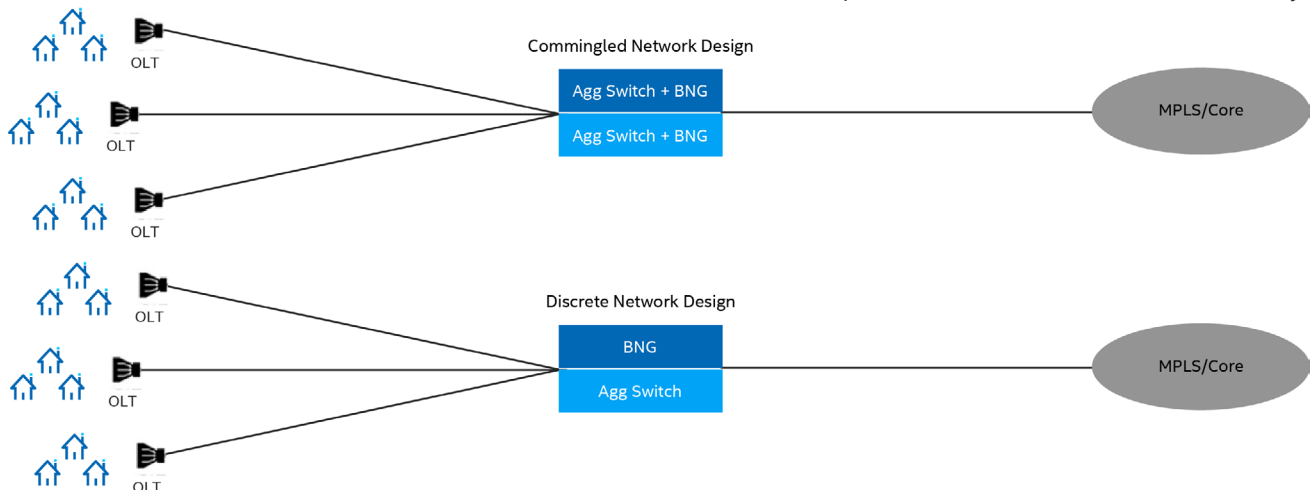 OLT
Commingled Network Design
Agg Switch + BNG
Agg Switch + BNG
MPLS/Core
OLT
OLT
OLT
Discrete Network Design
BNG
Agg Switch
MPLS/Core
OLT
OLT